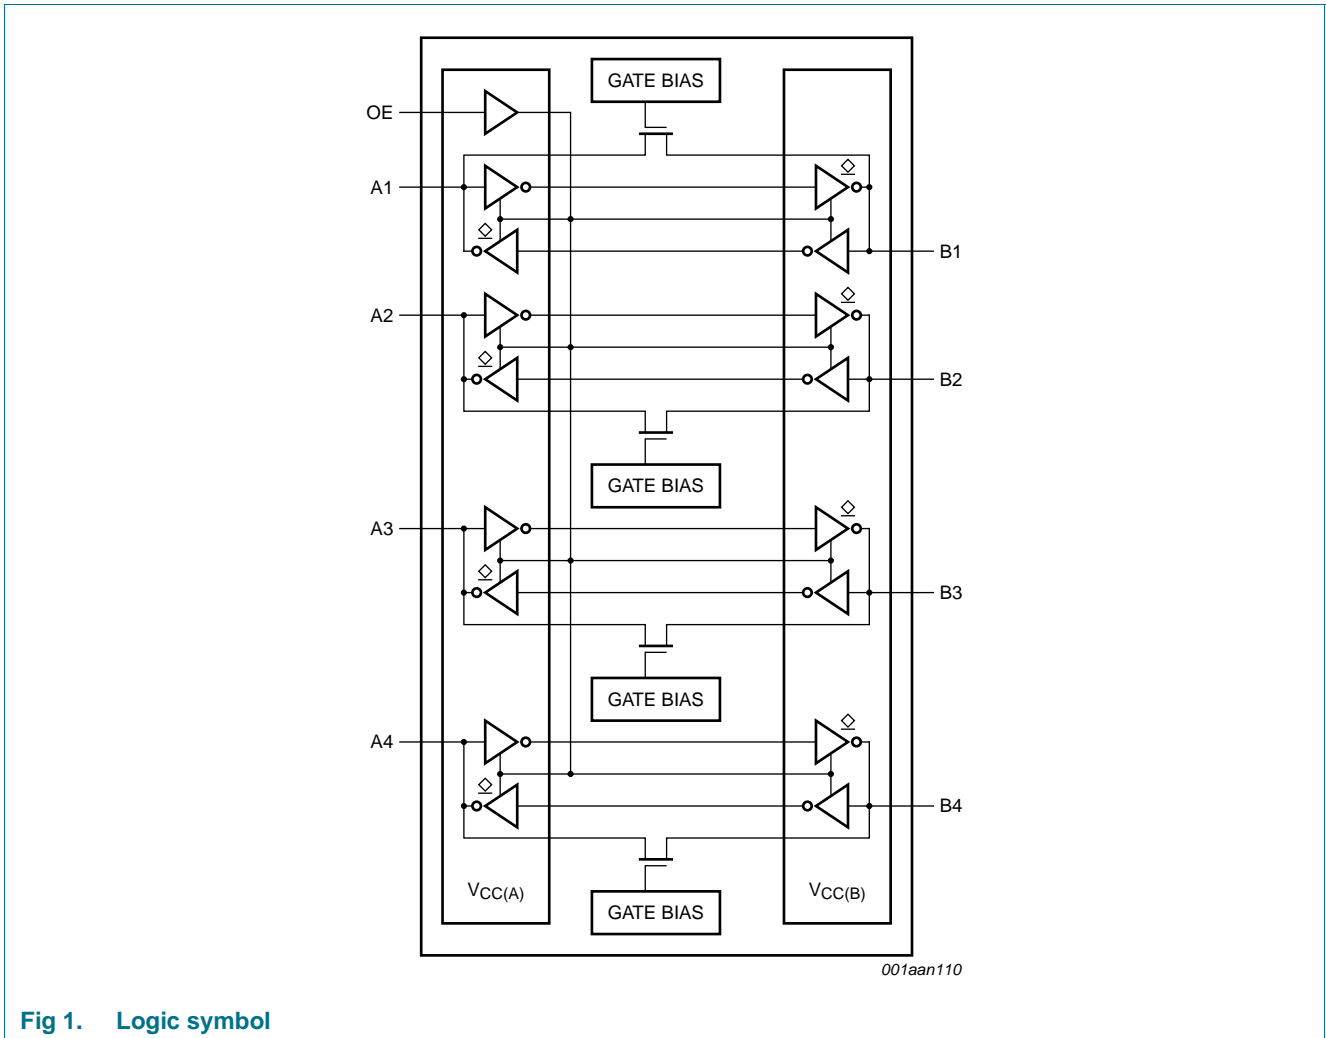 GATE BIAS
OE
A1
B1
A2
B2
GATE BIAS
A3
B3
GATE BIAS
A4
B4
VCC(A)
VCC(B)
GATE BIAS
001aan110
Fig 1. Logic symbol